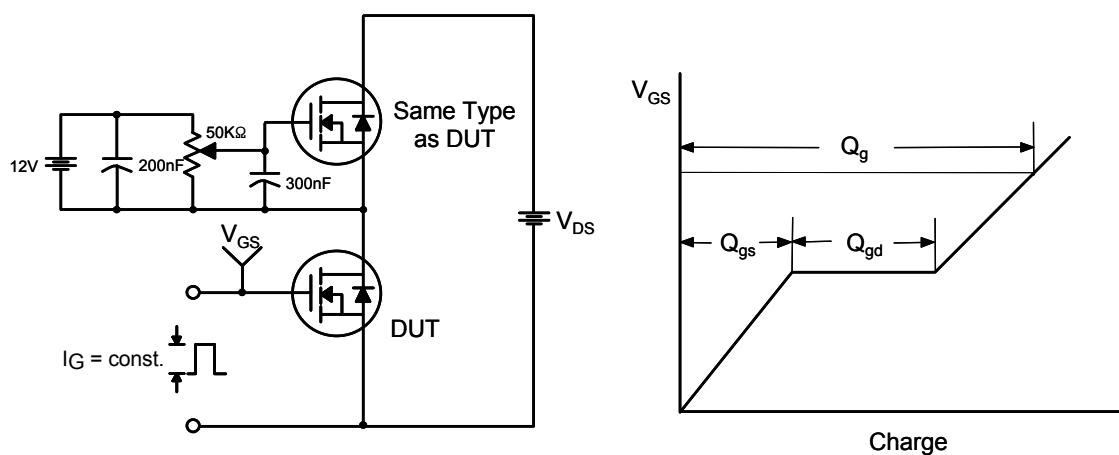 50KΩ
12V
200nF
300nF
Same Type
as DUT
V_DS
V_GS
DUT
I_G = const.
V_GS
Q_g
Q_gs
Q_gd
Charge